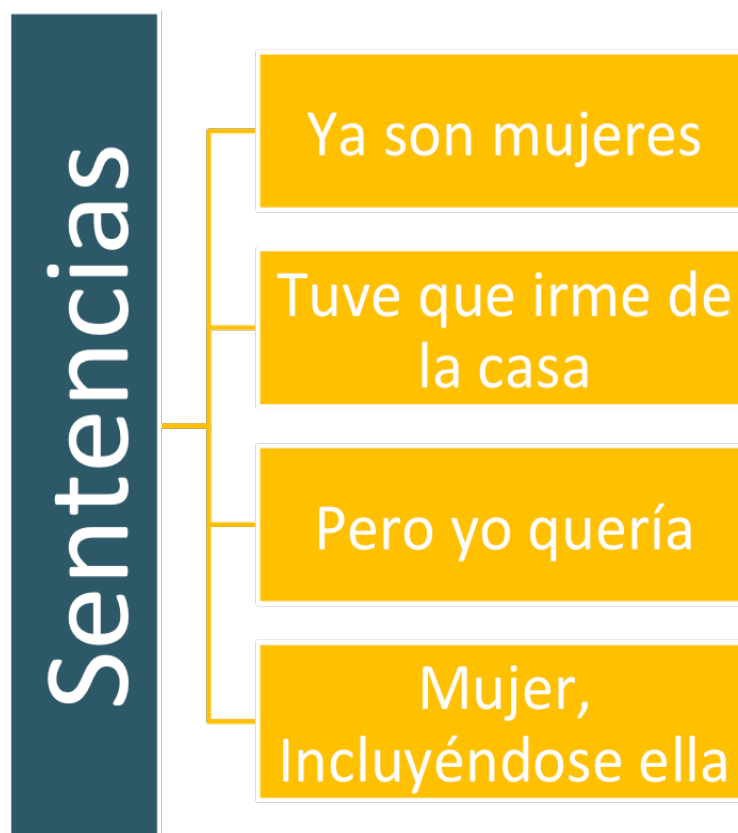 Sentencias
Ya son mujeres
Tuve que irme de
la casa
Pero yo quería
Mujer,
Incluyéndose ella